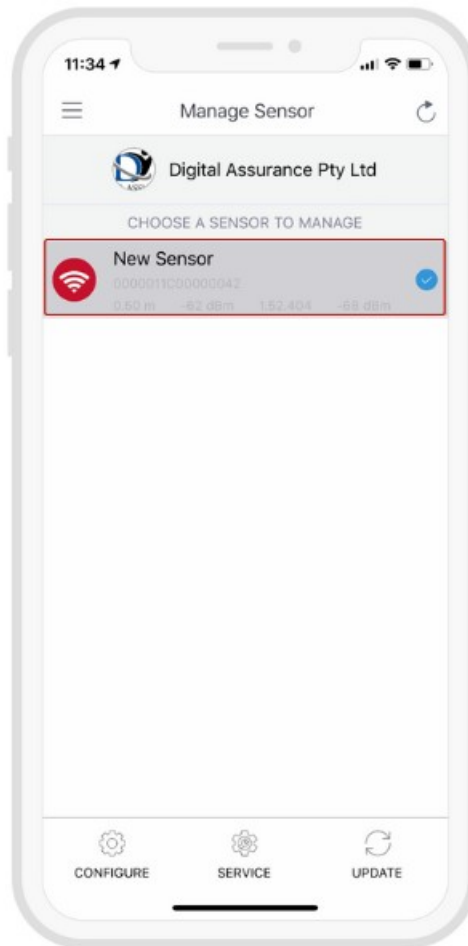 11:34
Manage Sensor
Digital Assurance Pty Ltd
CHOOSE A SENSOR TO MANAGE
New Sensor
0000011C00000042
0.60 m -62 dBm 1.52.404 -68 dBm
CONFIGURE SERVICE UPDATE